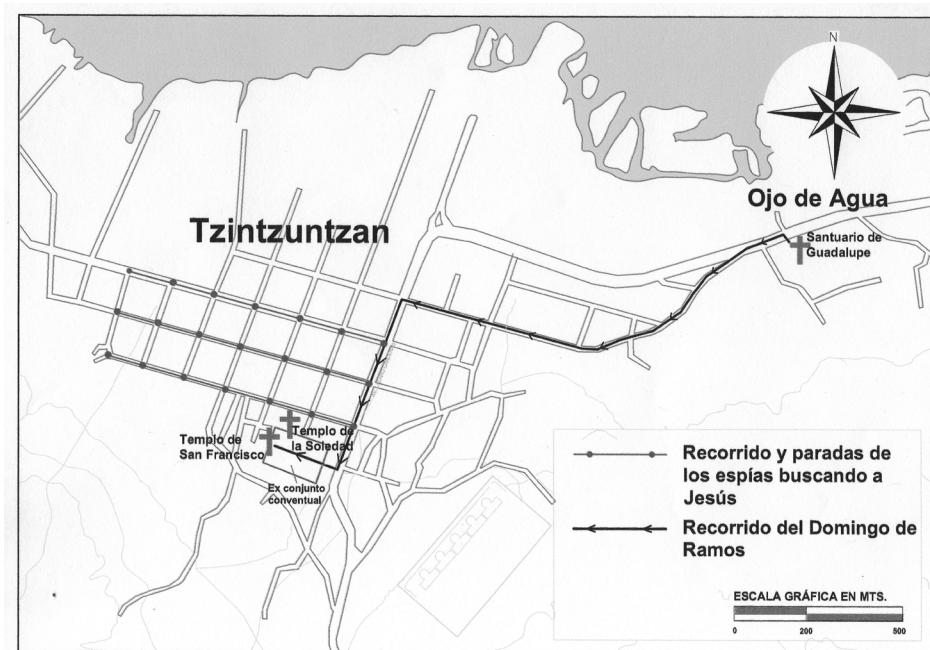 N
Ojo de Agua
Santuario de
Guadalupe
Tzintzuntzan
Templo de
la Soledad
Templo de
San Francisco
Ex conjunto
conventual
Recorrido y paradas de
los espías buscando a
Jesús
Recorrido del Domingo de
Ramos
ESCALA GRÁFICA EN MTS.
0 200 500